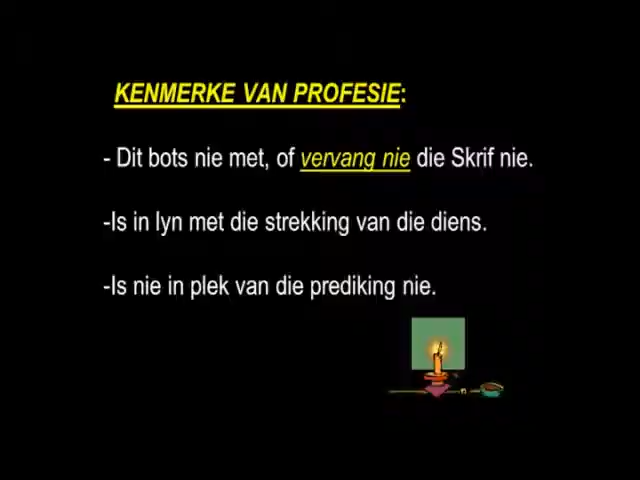 KENMERKE VAN PROFESIE:
- Dit bots nie met, of vervang nie die Skrif nie.
-Is in lyn met die strekking van die diens.
-Is nie in plek van die prediking nie.